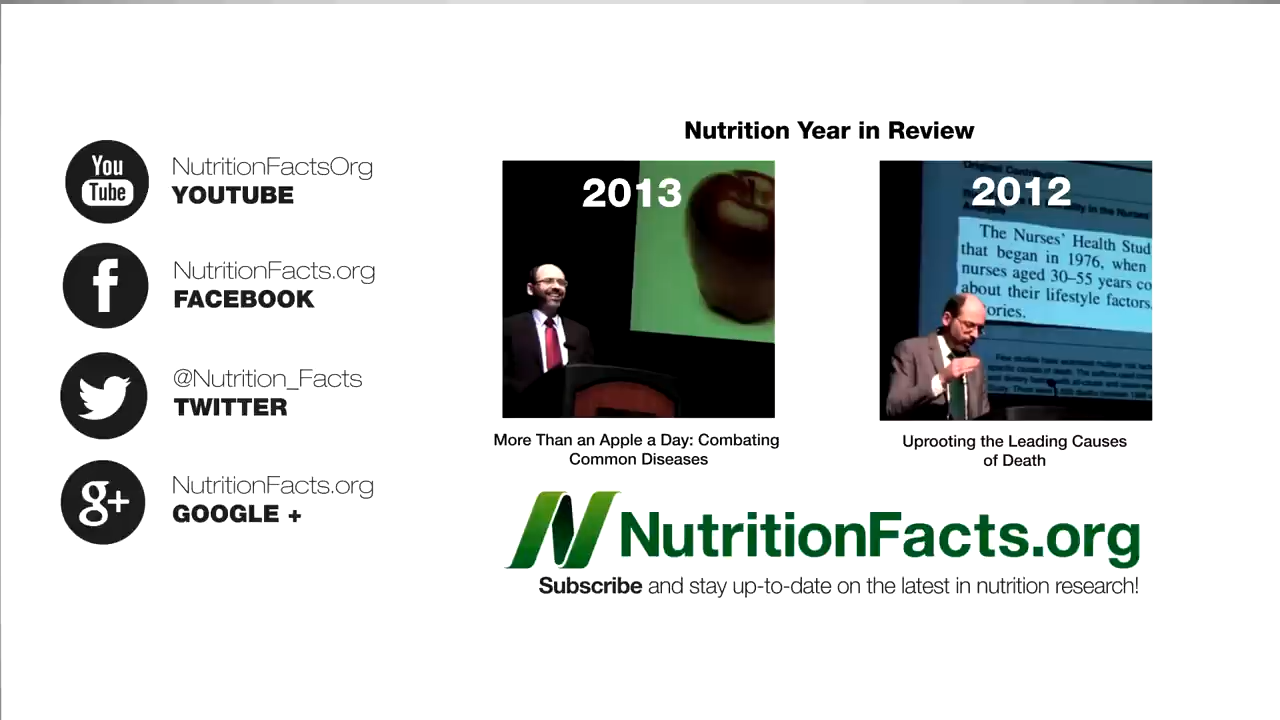 You
Tube
NutritionFactsOrg
YOUTUBE
f
NutritionFacts.org
FACEBOOK
@Nutrition_Facts
TWITTER
g+
NutritionFacts.org
GOOGLE +
Nutrition Year in Review
2013
More Than an Apple a Day: Combating
Common Diseases
2012
Original Contribution
The Nurses' Health Stud
that began in 1976, when
nurses aged 30–55 years co
about their lifestyle factors,
ories.
Uprooting the Leading Causes
of Death
N NutritionFacts.org
Subscribe and stay up-to-date on the latest in nutrition research!